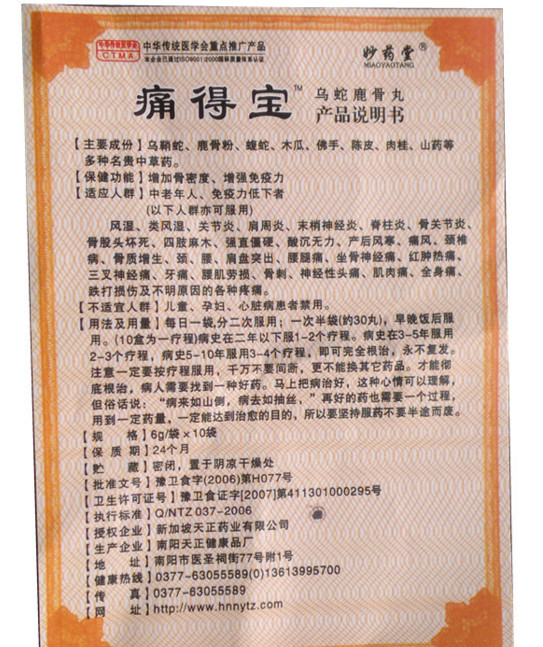 中华传统医学会重点推广产品
CTMA
本企业已通过ISO9001:2000国际质量体系认证
妙药堂®
MIAOYAOTANG
痛得宝™
乌蛇鹿骨丸
产品说明书
【主要成份】乌鞘蛇、鹿骨粉、蝮蛇、木瓜、佛手、陈皮、肉桂、山药等
多种名贵中草药。
【保健功能】增加骨密度、增强免疫力
【适应人群】中老年人、免疫力低下者
(以下人群亦可服用)
风湿、类风湿、关节炎、肩周炎、末梢神经炎、脊柱炎、骨关节炎、
骨股头坏死、四肢麻木、强直僵硬、酸沉无力、产后风寒、痛风、颈椎
病、骨质增生、颈、腰、肩盘突出、腰腿痛、坐骨神经痛、红肿热痛、
三叉神经痛、牙痛、腰肌劳损、骨刺、神经性头痛、肌肉痛、全身痛、
跌打损伤及不明原因的各种疼痛。
【不适宜人群】儿童、孕妇、心脏病患者禁用。
【用法及用量】每日一袋,分二次服用；一次半袋(约30丸)，早晚饭后服
用。(10盒为一疗程)病史在二年以下服1-2个疗程。病史在3-5年服用
2-3个疗程，病史5-10年服用3-4个疗程，即可完全根治，永不复发。
注意一定要按疗程服用，千万不要间断，更不能换其它药品。才能彻
底根治，病人需要找到一种好药。马上把病治好，这种心情可以理解，
但俗话说：“病来如山倒，病去如抽丝，”再好的药也需要一个过程，
用到一定药量，一定能达到治愈的目的，所以要坚持服药不要半途而废。
【规 格】6g/袋×10袋
【保 质 期】24个月
【贮 藏】密闭，置于阴凉干燥处
【批准文号】豫卫食字(2006)第H077号
【卫生许可证号】豫卫食证字[2007]第411301000295号
【执行标准】Q/NTZ 037-2006
【授权企业】新加坡天正药业有限公司
【生产企业】南阳天正健康品厂
【地 址】南阳市医圣祠街77号附1号
【健康热线】0377-63055589(0)13613995700
【传 真】0377-63055589
【网 址】http://www.hnnytz.com